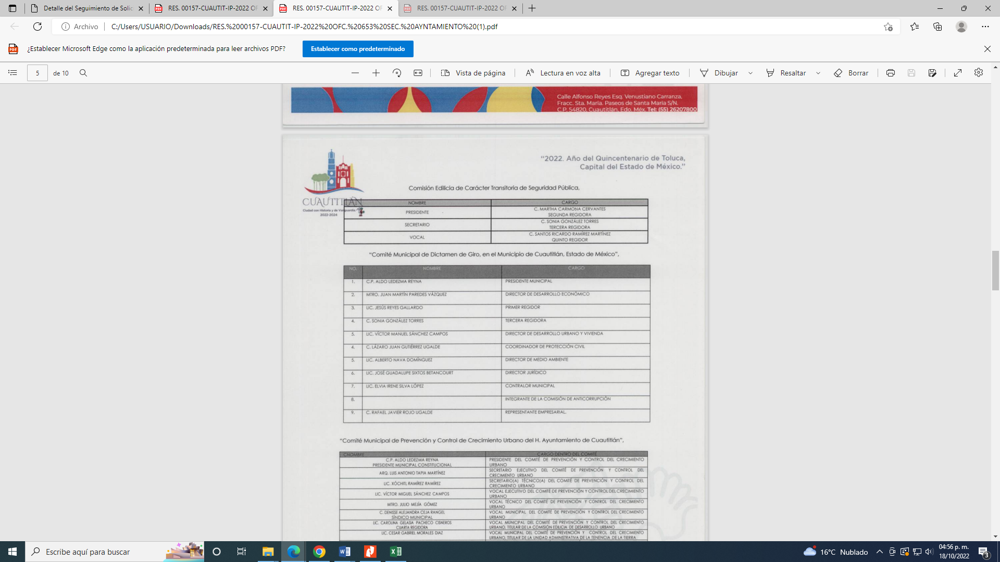 Detalle del Seguimiento de Solic
RES. 00157-CUAUTIT-IP-2022 OF
RES. 00157-CUAUTIT-IP-2022 OF
RES. 00157-CUAUTIT-IP-2022 OF
Archivo
C:/Users/USUARIO/Downloads/RES.%2000157-CUAUTIT-IP-2022%20OFC.%20653%20SEC.%20AYNTAMIENTO%20(1).pdf
¿Establecer Microsoft Edge como la aplicación predeterminada para leer archivos PDF?
Establecer como predeterminado
5 de 10
Vista de página
Lectura en voz alta
Agregar texto
Dibujar
Resaltar
Borrar
Calle Alfonso Reyes Esq. Venustiano Carranza,
Fracc. Sta. María. Paseos de Santa María S/N.
C.P. 54820, Cuautitlán, Edo. Méx. Tel: (55) 26207800
CUAUTITLÁN
Ciudad con Historia y de Vanguardia
2022-2024
"2022. Año del Quincentenario de Toluca,
Capital del Estado de México."
Comisión Edilicia de Carácter Transitoria de Seguridad Pública.
NOMBRE CARGO
PRESIDENTE C. MARTHA CARMONA CERVANTES
SEGUNDA REGIDORA
SECRETARIO C. SONIA GONZÁLEZ TORRES
TERCERA REGIDORA
VOCAL C. SANTOS RICARDO RAMÍREZ MARTÍNEZ
QUINTO REGIDOR
"Comité Municipal de Dictamen de Giro, en el Municipio de Cuautitlán, Estado de México",
NO. NOMBRE CARGO
1. C.P. ALDO LEDEZMA REYNA PRESIDENTE MUNICIPAL
2. MTRO. JUAN MARTÍN PAREDES VÁZQUEZ DIRECTOR DE DESARROLLO ECONÓMICO
3. LIC. JESÚS REYES GALLARDO PRIMER REGIDOR
4. C. SONIA GONZÁLEZ TORRES TERCERA REGIDORA
5. LIC. VÍCTOR MANUEL SÁNCHEZ CAMPOS DIRECTOR DE DESARROLLO URBANO Y VIVIENDA
4. C. LÁZARO JUAN GUTIÉRREZ UGALDE COORDINADOR DE PROTECCIÓN CIVIL
5. LIC. ALBERTO NAVA DOMÍNGUEZ DIRECTOR DE MEDIO AMBIENTE
6. LIC. JOSÉ GUADALUPE SIXTOS BETANCOURT DIRECTOR JURÍDICO
7. LIC. ELVIA IRENE SILVA LÓPEZ CONTRALOR MUNICIPAL
8. INTEGRANTE DE LA COMISIÓN DE ANTICORRUPCIÓN
9. C. RAFAEL JAVIER ROJO UGALDE REPRESENTANTE EMPRESARIAL.
"Comité Municipal de Prevención y Control de Crecimiento Urbano del H. Ayuntamiento de Cuautitlán",
CNOMBRE CARGO DENTRO DEL COMITÉ
C.P. ALDO LEDEZMA REYNA
PRESIDENTE MUNICIPAL CONSTITUCIONAL
PRESIDENTE DEL COMITÉ DE PREVENCIÓN Y CONTROL DEL CRECIMIENTO
URBANO
ARQ. LUIS ANTONIO TAPIA MARTÍNEZ
SECRETARIO EJECUTIVO DEL COMITÉ DE PREVENCIÓN Y CONTROL DEL
CRECIMIENTO URBANO
LIC. XÓCHITL RAMÍREZ RAMÍREZ
SECRETARIO(A) TÉCNICO(A) DEL COMITÉ DE PREVENCIÓN Y CONTROL DEL
CRECIMIENTO URBANO
LIC. VÍCTOR MIGUEL SÁNCHEZ CAMPOS
VOCAL EJECUTIVO DEL COMITÉ DE PREVENCIÓN Y CONTROL DEL CRECIMIENTO
URBANO
MTRO. JULIO MEJÍA GÓMEZ
VOCAL TÉCNICO DEL COMITÉ DE PREVENCIÓN Y CONTROL DEL CRECIMIENTO
URBANO
C. DENISSE ALEJANDRA CEJA RANGEL
SÍNDICO MUNICIPAL
VOCAL MUNICIPAL DEL COMITÉ DE PREVENCIÓN Y CONTROL DEL CRECIMIENTO
URBANO
LIC. CAROLINA GELASIA PACHECO CISNEROS
CUARTA REGIDORA
VOCAL MUNICIPAL DEL COMITÉ DE PREVENCIÓN Y CONTROL DEL CRECIMIENTO
URBANO, TITULAR DE LA COMISIÓN EDILICIA DE DESARROLLO URBANO
LIC. CESAR GABRIEL MORALES DIAZ
VOCAL MUNICIPAL DEL COMITÉ DE PREVENCIÓN Y CONTROL DEL CRECIMIENTO
URBANO, TITULAR DE LA UNIDAD ADMINISTRATIVA DE LA TENENCIA DE LA TIERRA
Escribe aquí para buscar
16°C Nublado
04:56 p. m.
18/10/2022
3